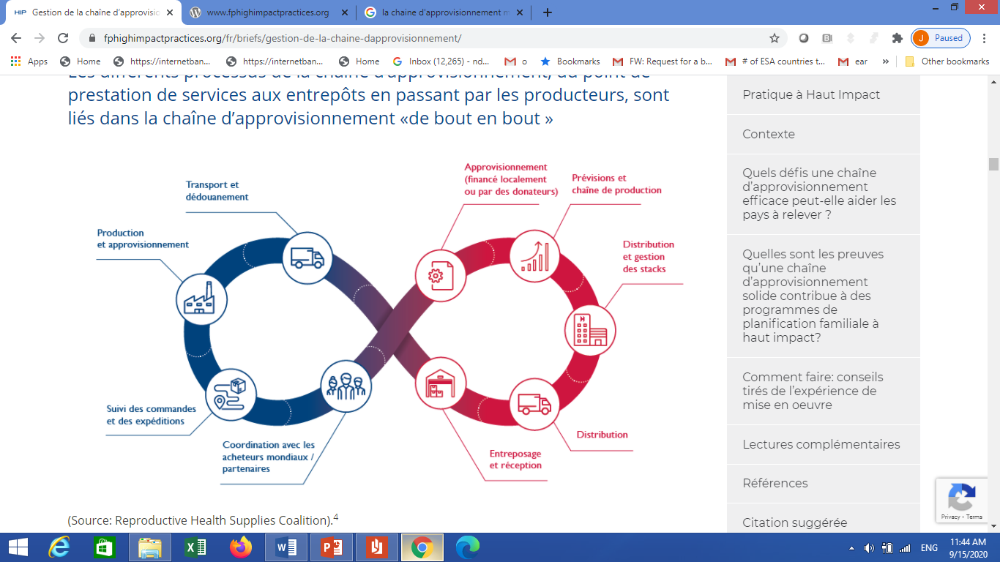 HIP
Gestion de la chaîne d'approvisio
www.fphighimpactpractices.org
la chaine d'approvisionnement m
fphighimpactpractices.org/fr/briefs/gestion-de-la-chaine-dapprovisionnement/
J Paused
Apps
Home
https://internetban...
https://internetban...
Home
Inbox (12,265) - nd...
o
Bookmarks
FW: Request for a b...
# of ESA countries t...
ear
»
Other bookmarks
Les différents processus de la chaîne d'approvisionnement, du point de
prestation de services aux entrepôts en passant par les producteurs, sont
liés dans la chaîne d'approvisionnement «de bout en bout »
Transport et
dédouanement
Production
et approvisionnement
Suivi des commandes
et des expéditions
Coordination avec les
acheteurs mondiaux /
partenaires
Approvisionnement
(financé localement
ou par des donateurs)
Prévisions et
chaîne de production
Distribution
et gestion
des stacks
H
Distribution
Entreposage
et réception
(Source: Reproductive Health Supplies Coalition).4
Pratique à Haut Impact
Contexte
Quels défis une chaîne
d'approvisionnement
efficace peut-elle aider les
pays à relever ?
Quelles sont les preuves
qu'une chaîne
d'approvisionnement
solide contribue à des
programmes de
planification familiale à
haut impact?
Comment faire: conseils
tirés de l'expérience de
mise en oeuvre
Lectures complémentaires
Références
Citation suggérée
Privacy - Terms
ENG
11:44 AM
9/15/2020